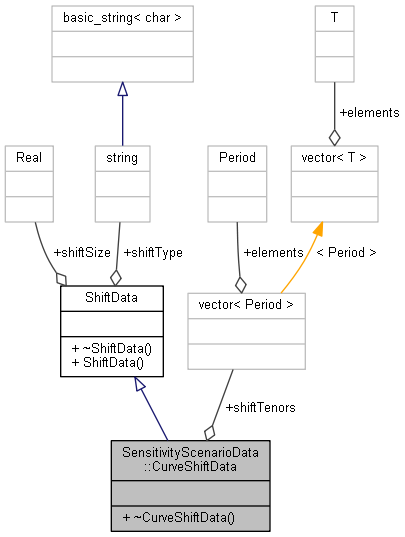 basic_string< char >
T
+elements
Real
string
Period
vector< T >
+shiftSize
+shiftType
+elements
< Period >
ShiftData
+ ~ShiftData()
+ ShiftData()
vector< Period >
+shiftTenors
SensitivityScenarioData
::CurveShiftData
+ ~CurveShiftData()